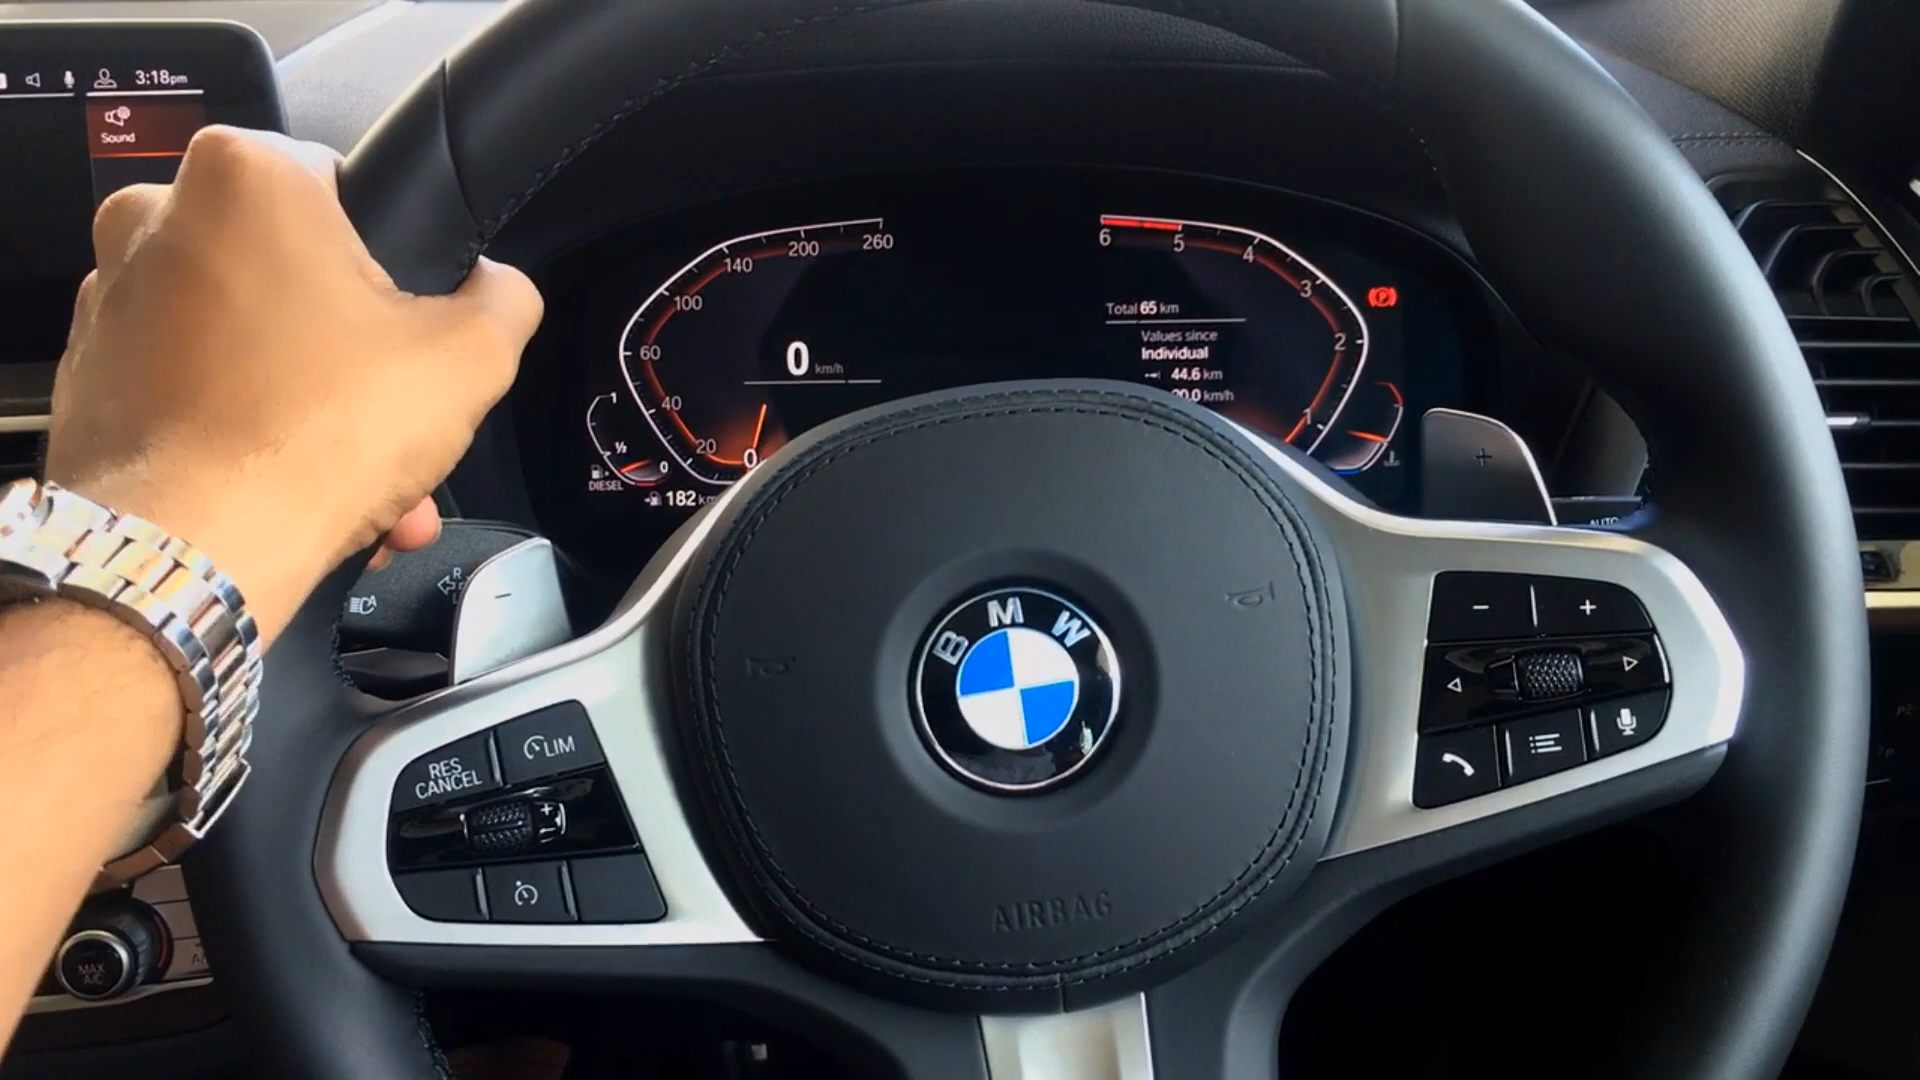 3:18pm
Sound
260
200
140
100
60
40
20
0
0 km/h
1
1/2
0
DIESEL
182 km
6
5
4
3
2
1
Total 65 km
Values since
Individual
44.6 km
km/h
P
+
AUTO
R
A
−
BMW
AIRBAG
RES
CANCEL
LIM
+
− +
MAX
A/C